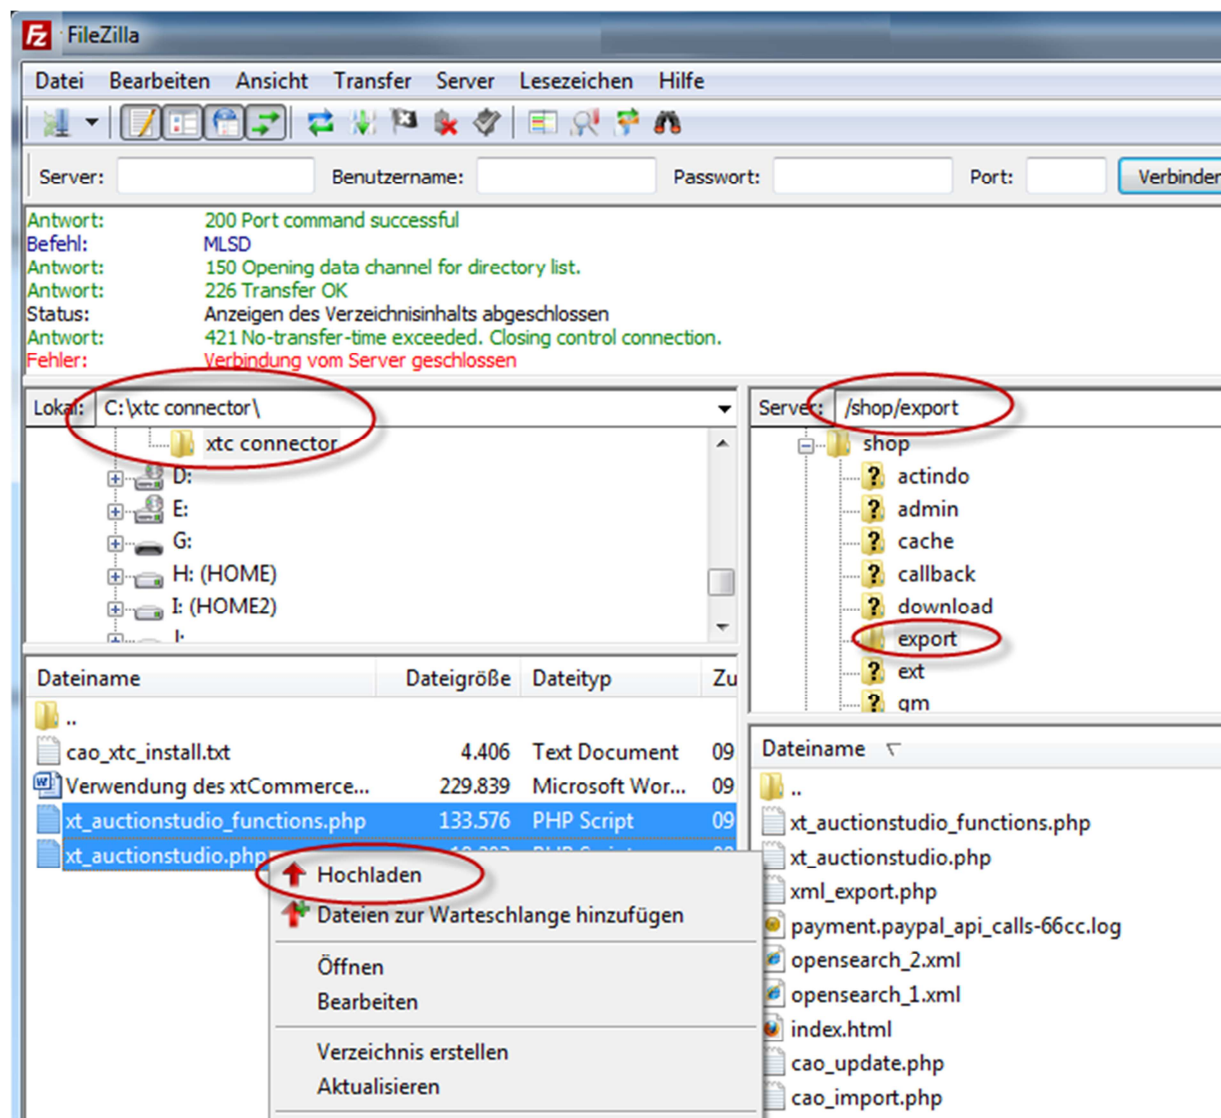 FileZilla
Datei Bearbeiten Ansicht Transfer Server Lesezeichen Hilfe
Server: Benutzername: Passwort: Port: Verbinden
Antwort: 200 Port command successful
Befehl: MLSD
Antwort: 150 Opening data channel for directory list.
Antwort: 226 Transfer OK
Status: Anzeigen des Verzeichnisinhalts abgeschlossen
Antwort: 421 No-transfer-time exceeded. Closing control connection.
Fehler: Verbindung vom Server geschlossen
Lokal: C:\xtc connector\
xtc connector
D:
E:
G:
H: (HOME)
I: (HOME2)
Dateiname Dateigröße Dateityp Zu
..
cao_xtc_install.txt 4.406 Text Document 09
Verwendung des xtCommerce... 229.839 Microsoft Wor... 09
xt_auctionstudio_functions.php 133.576 PHP Script 09
xt_auctionstudio.php
Hochladen
Dateien zur Warteschlange hinzufügen
Öffnen
Bearbeiten
Verzeichnis erstellen
Aktualisieren
Server: /shop/export
shop
actindo
admin
cache
callback
download
export
ext
gm
Dateiname
..
xt_auctionstudio_functions.php
xt_auctionstudio.php
xml_export.php
payment.paypal_api_calls-66cc.log
opensearch_2.xml
opensearch_1.xml
index.html
cao_update.php
cao_import.php